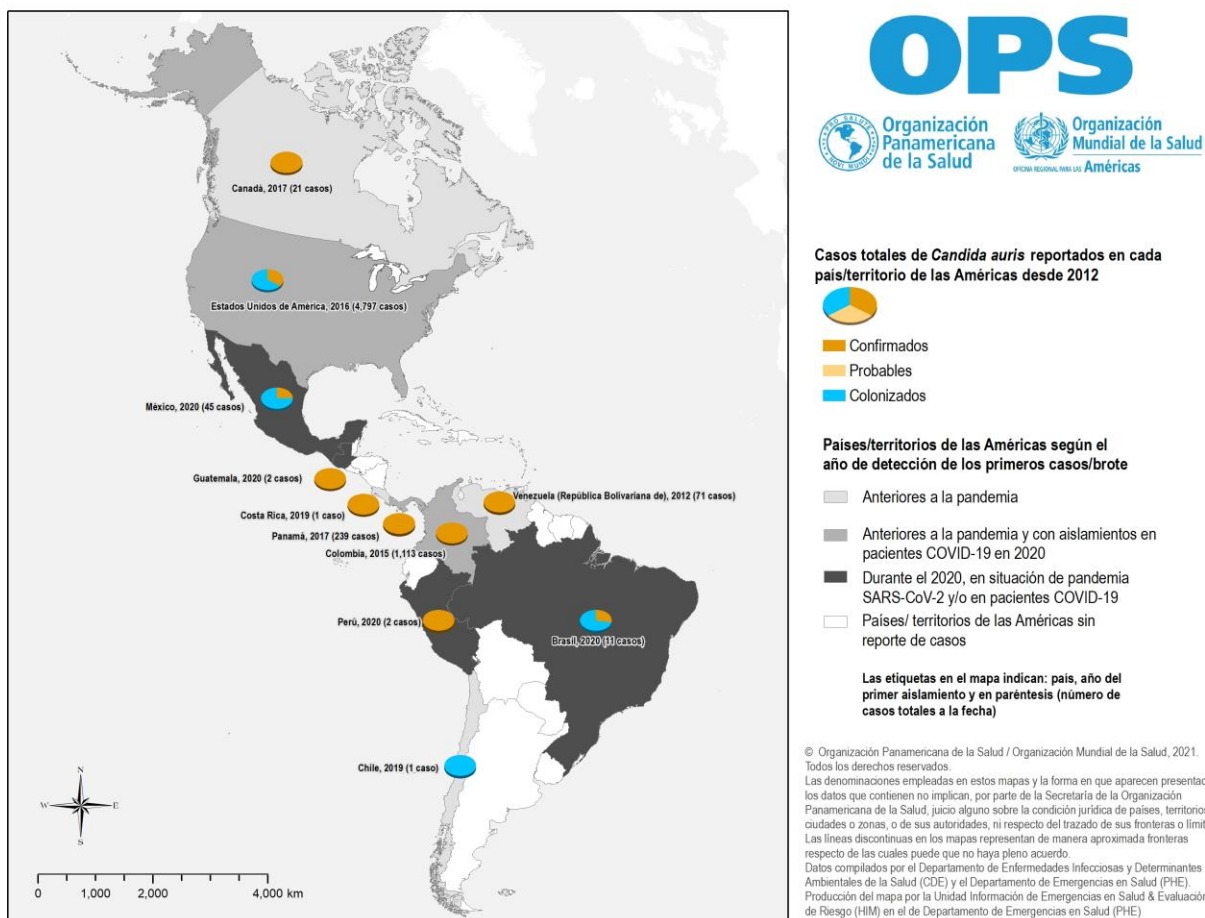 OPS
PRO SALUTE
NOVI MUNDI
Organización
Panamericana
de la Salud
Organización
Mundial de la Salud
OFICINA REGIONAL PARA LAS Américas
Canadá, 2017 (21 casos)
Estados Unidos de América, 2016 (4,797 casos)
México, 2020 (45 casos)
Guatemala, 2020 (2 casos)
Venezuela (República Bolivariana de), 2012 (71 casos)
Costa Rica, 2019 (1 caso)
Panamá, 2017 (239 casos)
Colombia, 2015 (1,113 casos)
Perú, 2020 (2 casos)
Brasil, 2020 (11 casos)
Chile, 2019 (1 caso)
N
W
E
S
0 1,000 2,000 4,000 km
Casos totales de Candida auris reportados en cada
país/territorio de las Américas desde 2012
Confirmados
Probables
Colonizados
Países/territorios de las Américas según el
año de detección de los primeros casos/brote
Anteriores a la pandemia
Anteriores a la pandemia y con aislamientos en
pacientes COVID-19 en 2020
Durante el 2020, en situación de pandemia
SARS-CoV-2 y/o en pacientes COVID-19
Países/ territorios de las Américas sin
reporte de casos
Las etiquetas en el mapa indican: país, año del
primer aislamiento y en paréntesis (número de
casos totales a la fecha)
© Organización Panamericana de la Salud / Organización Mundial de la Salud, 2021.
Todos los derechos reservados.
Las denominaciones empleadas en estos mapas y la forma en que aparecen presentad
los datos que contienen no implican, por parte de la Secretaría de la Organización
Panamericana de la Salud, juicio alguno sobre la condición jurídica de países, territorios
ciudades o zonas, o de sus autoridades, ni respecto del trazado de sus fronteras o límit
Las líneas discontinuas en los mapas representan de manera aproximada fronteras
respecto de las cuales puede que no haya pleno acuerdo.
Datos compilados por el Departamento de Enfermedades Infecciosas y Determinantes
Ambientales de la Salud (CDE) y el Departamento de Emergencias en Salud (PHE).
Producción del mapa por la Unidad Información de Emergencias en Salud & Evaluación
de Riesgo (HIM) en el de Departamento de Emergencias en Salud (PHE)